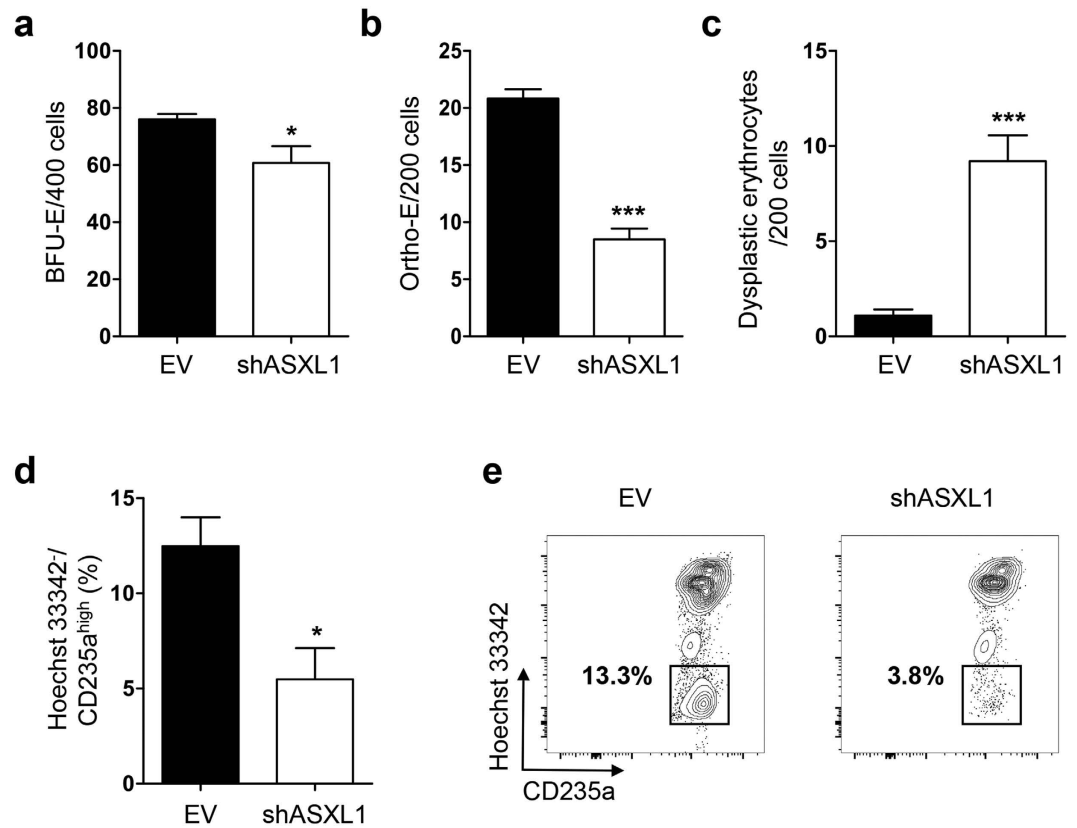 a
BFU-E/400 cells
100
80
60
40
20
0
*
EV
shASXL1
b
Ortho-E/200 cells
25
20
15
10
5
0
***
EV
shASXL1
c
Dysplastic erythrocytes
/200 cells
15
10
5
0
***
EV
shASXL1
d
Hoechst 33342⁻/
CD235aʰⁱᵍʰ (%)
15
10
5
0
*
EV
shASXL1
e
EV
shASXL1
Hoechst 33342
13.3%
3.8%
CD235a